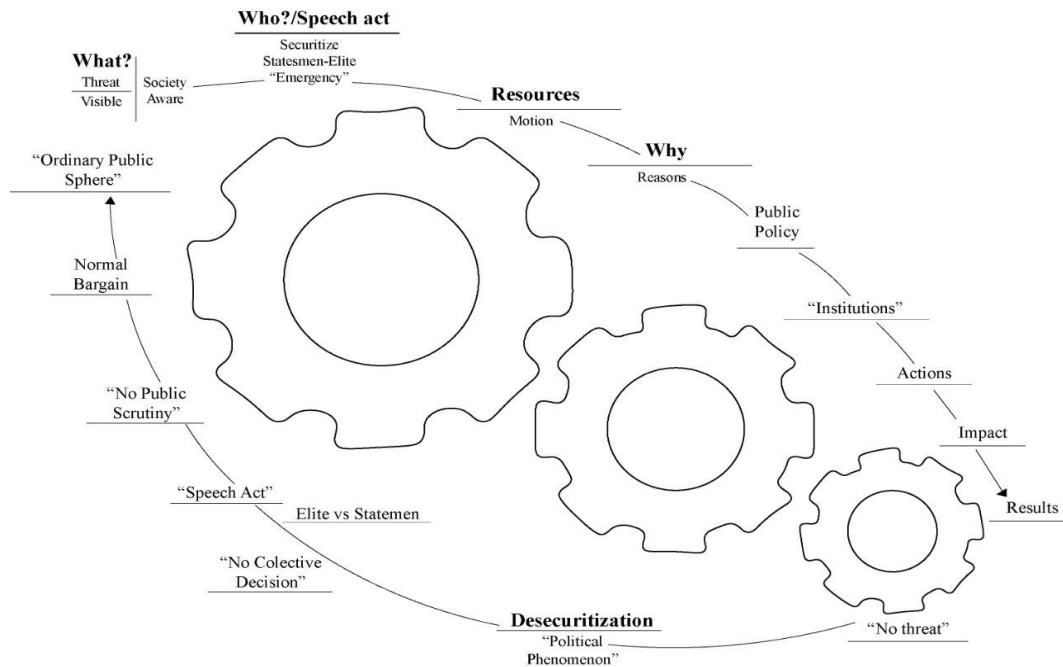 Who?/Speech act
Securitize
Statesmen-Elite
“Emergency”
What?
Threat
Visible
Society
Aware
Resources
Motion
Why
Reasons
Public
Policy
“Institutions”
Actions
Impact
Results
“No threat”
Desecuritization
“Political
Phenomenon”
“No Colective
Decision”
Elite vs Statemen
“Speech Act”
“No Public
Scrutiny”
Normal
Bargain
“Ordinary Public
Sphere”